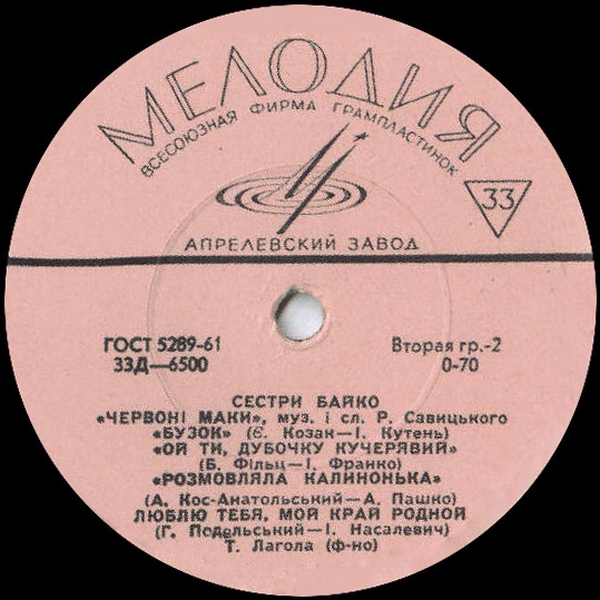 МЕЛОДИЯ
ВСЕСОЮЗНАЯ ФИРМА ГРАМПЛАСТИНОК
33
АПРЕЛЕВСКИЙ ЗАВОД
ГОСТ 5289-61
Вторая гр.-2
33Д—6500
0-70
СЕСТРИ БАЙКО
«ЧЕРВОНІ МАКИ», муз. і сл. Р. Савицького
«БУЗОК» (Є. Козак—І. Кутень)
«ОЙ ТИ, ДУБОЧКУ КУЧЕРЯВИЙ»
(Б. Фільц—І. Франко)
«РОЗМОВЛЯЛА КАЛИНОНЬКА»
(А. Кос-Анатольський—А. Пашко)
ЛЮБЛЮ ТЕБЯ, МОЙ КРАЙ РОДНОЙ
(Г. Подельський—І. Насалевич)
Т. Лагола (ф-но)